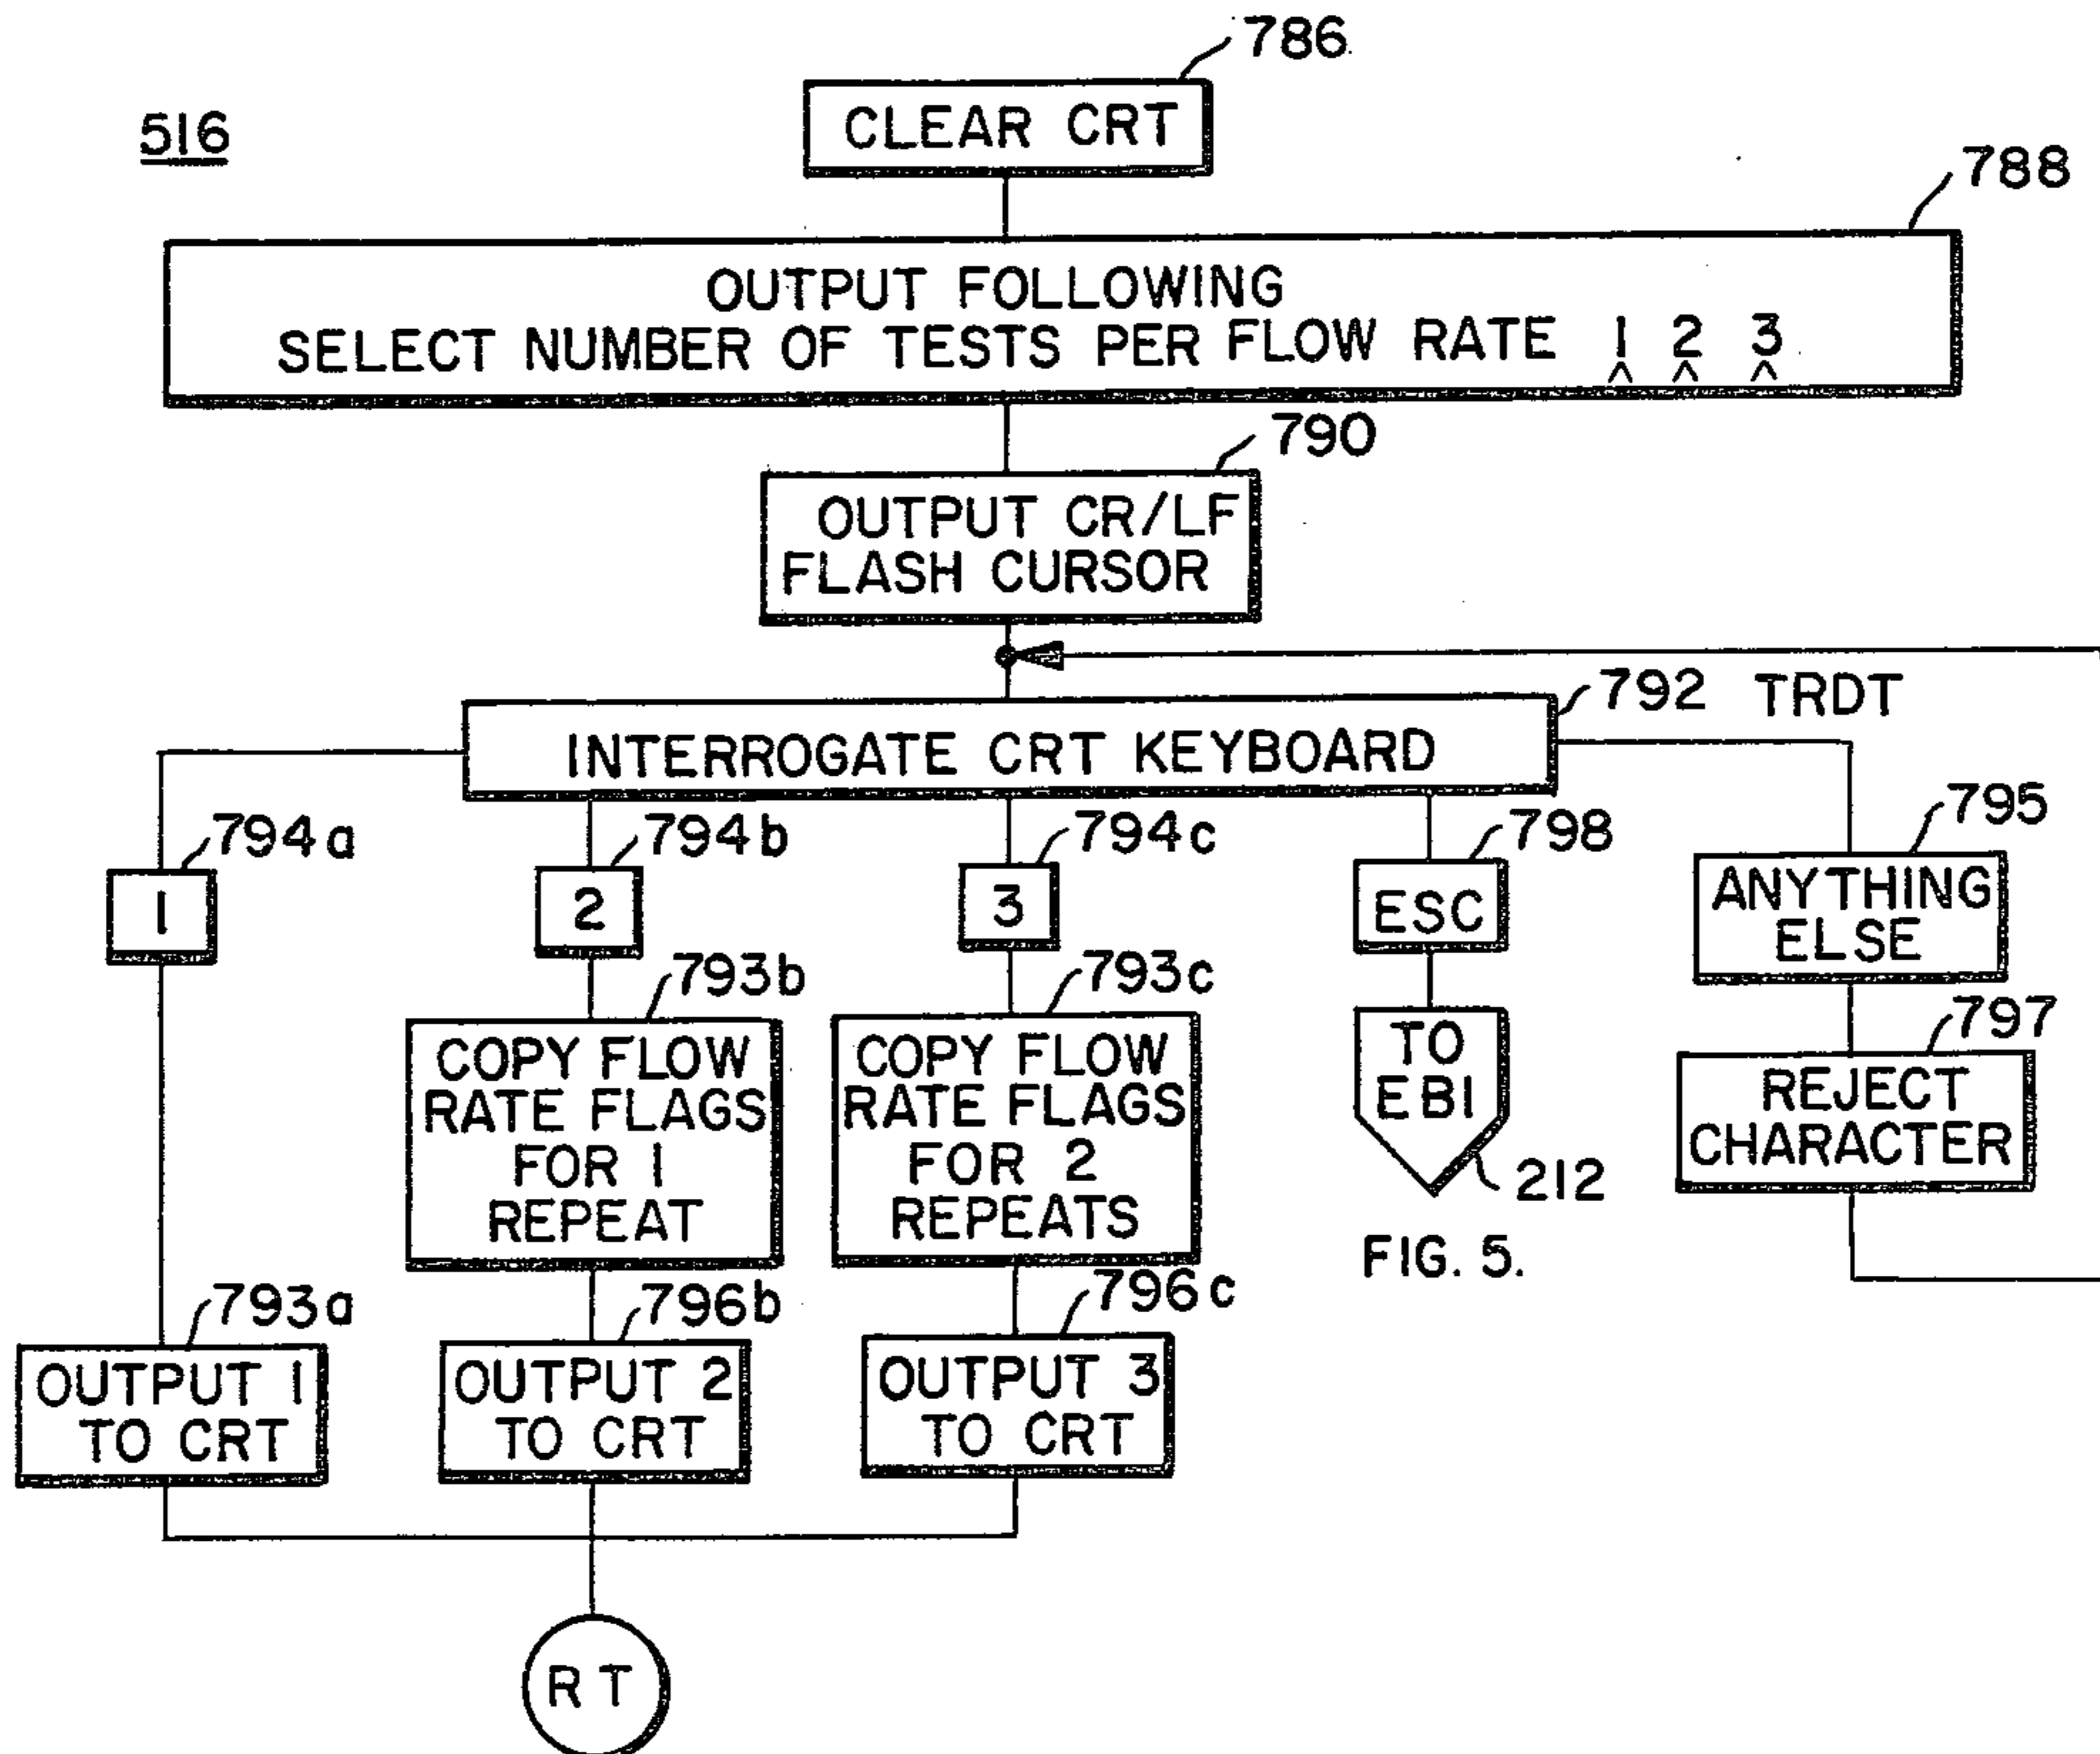 786
516
CLEAR CRT
788
OUTPUT FOLLOWING
SELECT NUMBER OF TESTS PER FLOW RATE 1 2 3
^ ^ ^
790
OUTPUT CR/LF
FLASH CURSOR
792 TRDT
INTERROGATE CRT KEYBOARD
794a
794b
794c
798
795
1
2
3
ESC
ANYTHING
ELSE
793b
793c
797
COPY FLOW
RATE FLAGS
FOR 1
REPEAT
COPY FLOW
RATE FLAGS
FOR 2
REPEATS
TO
EBI
212
FIG. 5.
REJECT
CHARACTER
793a
796b
796c
OUTPUT 1
TO CRT
OUTPUT 2
TO CRT
OUTPUT 3
TO CRT
RT